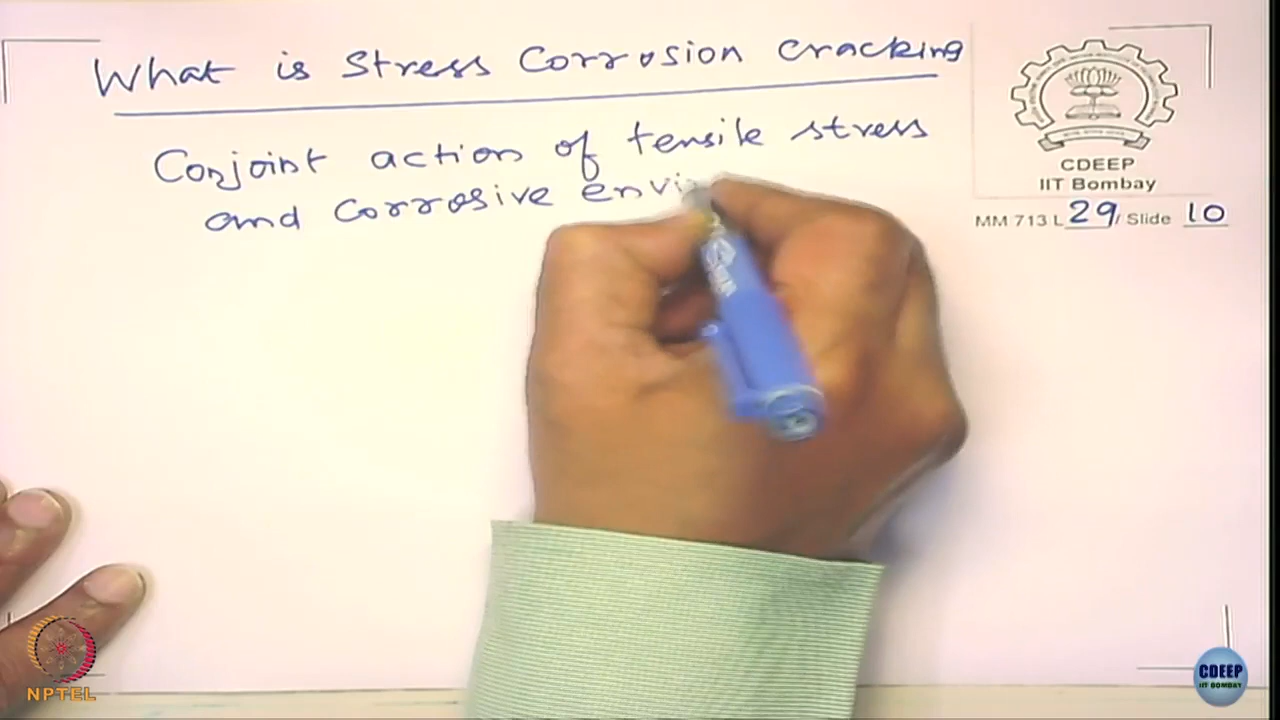 What is Stress Corrosion cracking
Conjoint action of tensile stress
and corrosive envi
CDEEP
IIT Bombay
MM 713 L 29 / Slide 10
NPTEL
CDEEP
IIT BOMBAY